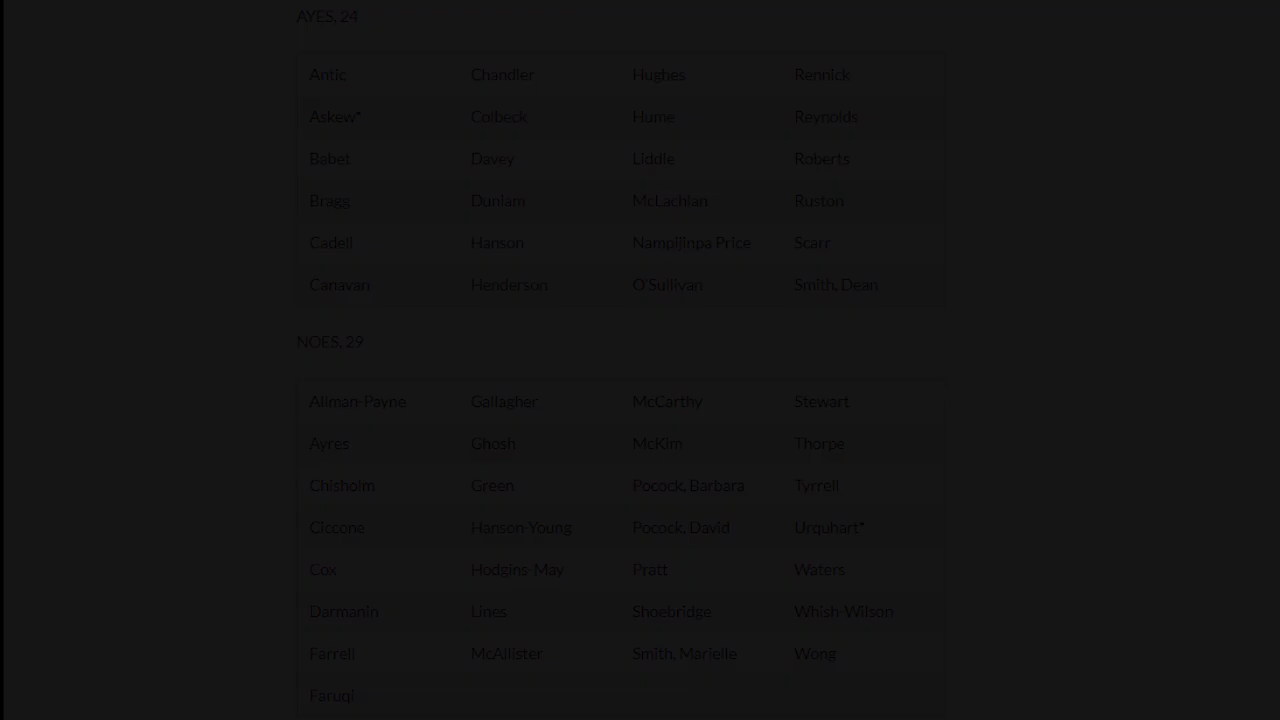 AYES, 24
Antic Chandler Hughes Rennick
Askew* Colbeck Hume Reynolds
Babet Davey Liddle Roberts
Bragg Duniam McLachlan Ruston
Cadell Hanson Nampijinpa Price Scarr
Canavan Henderson O'Sullivan Smith, Dean
NOES, 29
Allman-Payne Gallagher McCarthy Stewart
Ayres Ghosh McKim Thorpe
Chisholm Green Pocock, Barbara Tyrrell
Ciccone Hanson-Young Pocock, David Urquhart*
Cox Hodgins-May Pratt Waters
Darmanin Lines Shoebridge Whish-Wilson
Farrell McAllister Smith, Marielle Wong
Faruqi